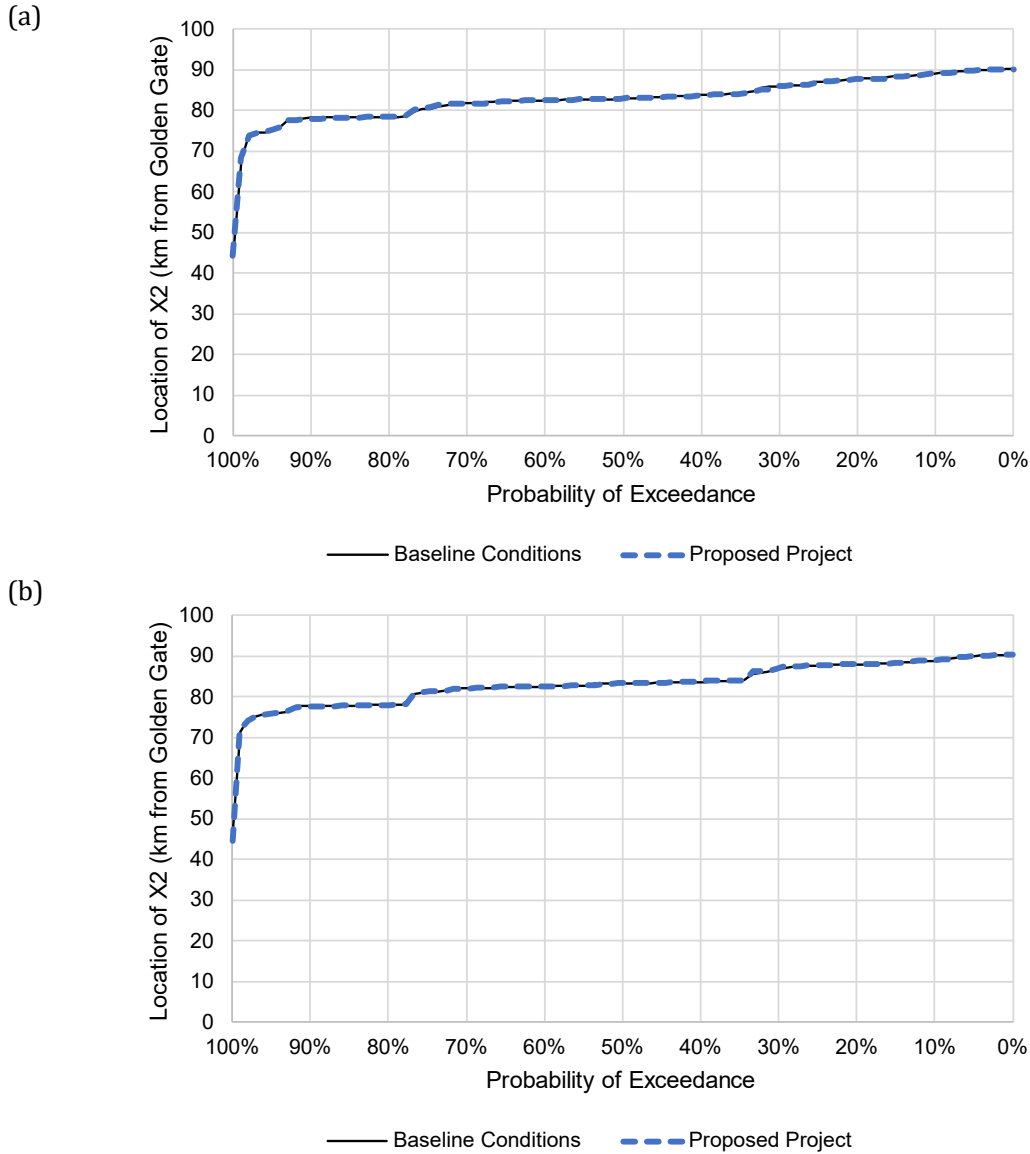 (a)
Location of X2 (km from Golden Gate)
100
90
80
70
60
50
40
30
20
10
0
100% 90% 80% 70% 60% 50% 40% 30% 20% 10% 0%
Probability of Exceedance
Baseline Conditions Proposed Project
(b)
Location of X2 (km from Golden Gate)
100
90
80
70
60
50
40
30
20
10
0
100% 90% 80% 70% 60% 50% 40% 30% 20% 10% 0%
Probability of Exceedance
Baseline Conditions Proposed Project